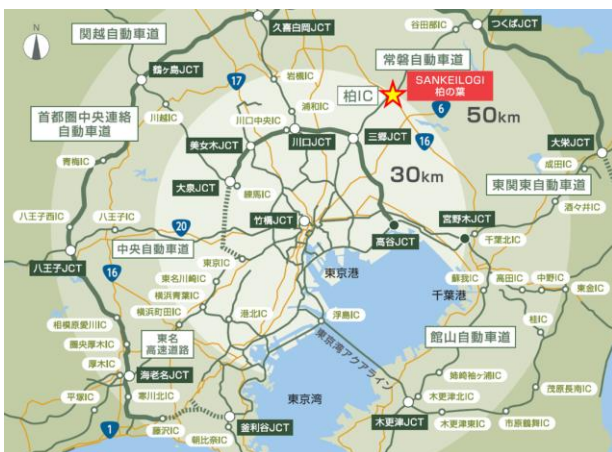 関越自動車道
久喜白岡JCT
常磐自動車道
谷田部IC
つくばJCT
鶴ヶ島JCT
17
岩槻IC
SANKEILOGI
柏の葉
柏IC
6
50km
首都圏中央連絡
自動車道
川越IC
浦和IC
川口中央IC
美女木JCT
川口JCT
三郷JCT
16
大栄JCT
成田IC
青梅IC
大泉JCT
練馬IC
30km
東関東自動車道
酒々井IC
八王子西IC
八王子IC
20
竹橋JCT
宮野木JCT
高谷JCT
千葉北IC
中央自動車道
八王子JCT
16
東京IC
東名川崎IC
東京港
蘇我IC
高田IC
中野IC
東金IC
横浜青葉IC
千葉港
横浜町田IC
港北IC
浮島IC
相模原愛川IC
東名
高速道路
館山自動車道
桂IC
圏央厚木IC
厚木IC
東京湾アクアライン
海老名JCT
姉崎袖ヶ浦IC
茂原長南IC
平塚IC
寒川北IC
東京湾
木更津北IC
1
藤沢IC
朝比奈IC
釜利谷JCT
木更津JCT
木更津東IC
市原鶴舞IC